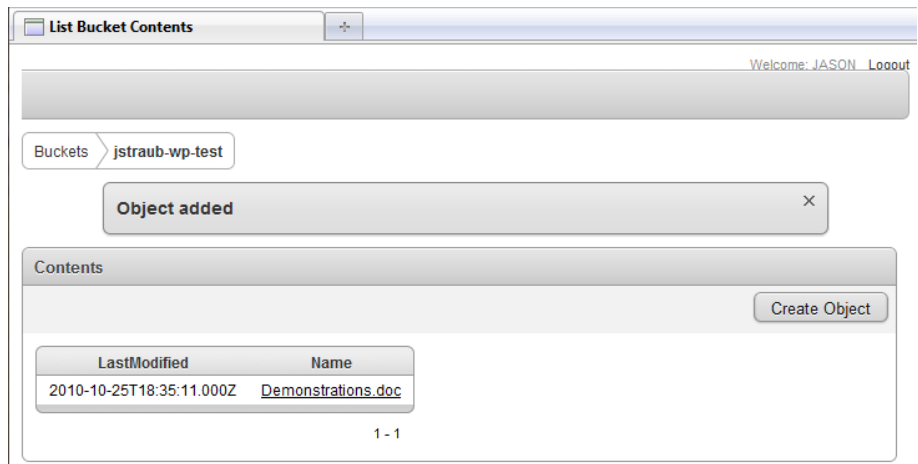 List Bucket Contents
Welcome: JASON Logout
Buckets jstraub-wp-test
Object added
Contents
Create Object
LastModified Name
2010-10-25T18:35:11.000Z Demonstrations.doc
1 - 1